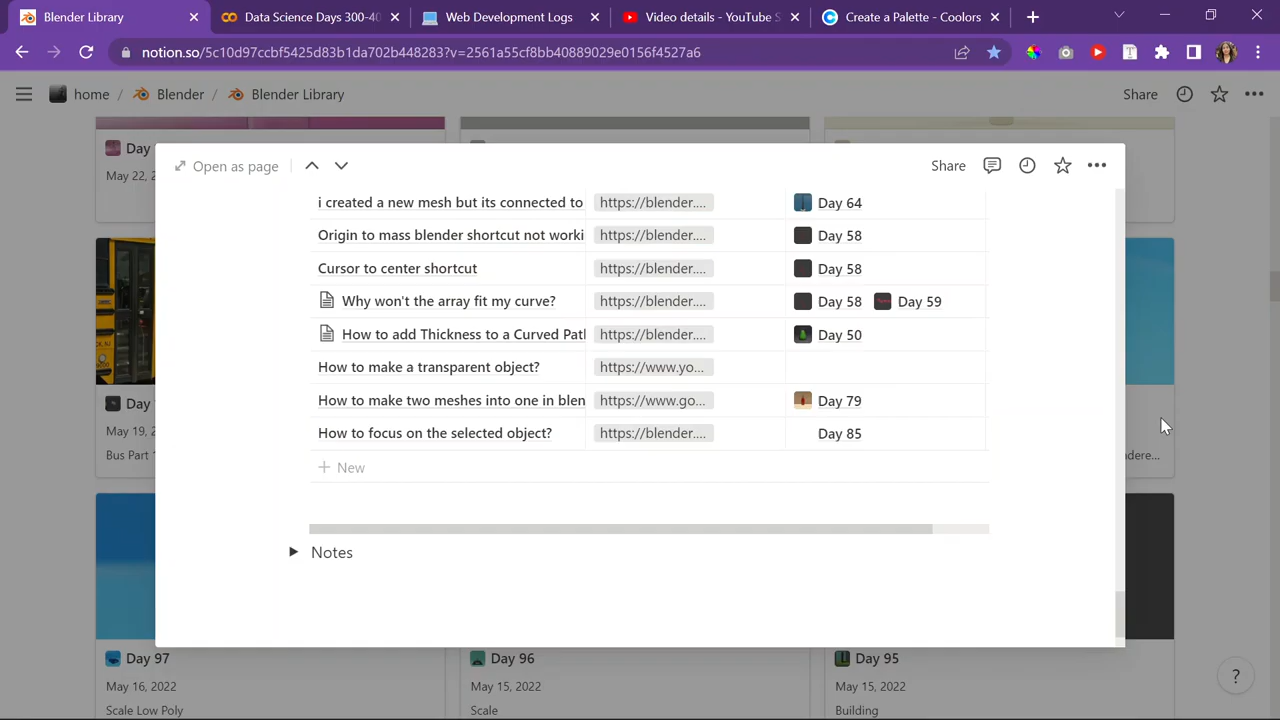 Blender Library
Data Science Days 300-40
Web Development Logs
Video details - YouTube S
Create a Palette - Coolors
notion.so/5c10d97ccbf5425d83b1da702b448283?v=2561a55cf8bb40889029e0156f4527a6
home / Blender / Blender Library
Share
Day
May 22, 2
Open as page
Share
i created a new mesh but its connected to https://blender.... Day 64
Origin to mass blender shortcut not worki https://blender.... Day 58
Cursor to center shortcut https://blender.... Day 58
Why won't the array fit my curve? https://blender.... Day 58 Day 59
How to add Thickness to a Curved Patl https://blender.... Day 50
How to make a transparent object? https://www.yo...
How to make two meshes into one in blen https://www.go... Day 79
How to focus on the selected object? https://blender.... Day 85
+ New
Notes
Day
May 19, 2
Bus Part 1
dere...
Day 97
May 16, 2022
Scale Low Poly
Day 96
May 15, 2022
Scale
Day 95
May 15, 2022
Building
?